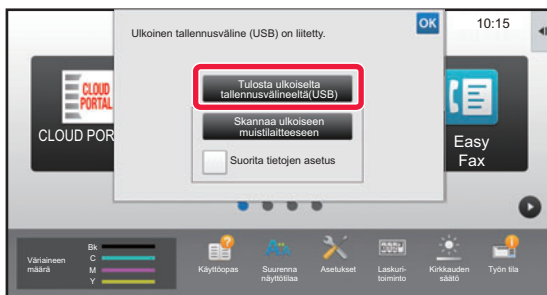 Ulkoinen tallennusväline (USB) on liitetty.
OK
10:15
Tulosta ulkoiselta
tallennusvälineeltä(USB)
Skannaa ulkoiseen
muistilaitteeseen
Suorita tietojen asetus
CLOUD
PORTAL
CLOUD POR
Easy
Fax
Väriaineen
määrä
Bk
C
M
Y
Käyttöopas
Suurenna
näyttötilaa
Asetukset
Laskuri-
toiminto
Kirkkauden
säätö
Työn tila